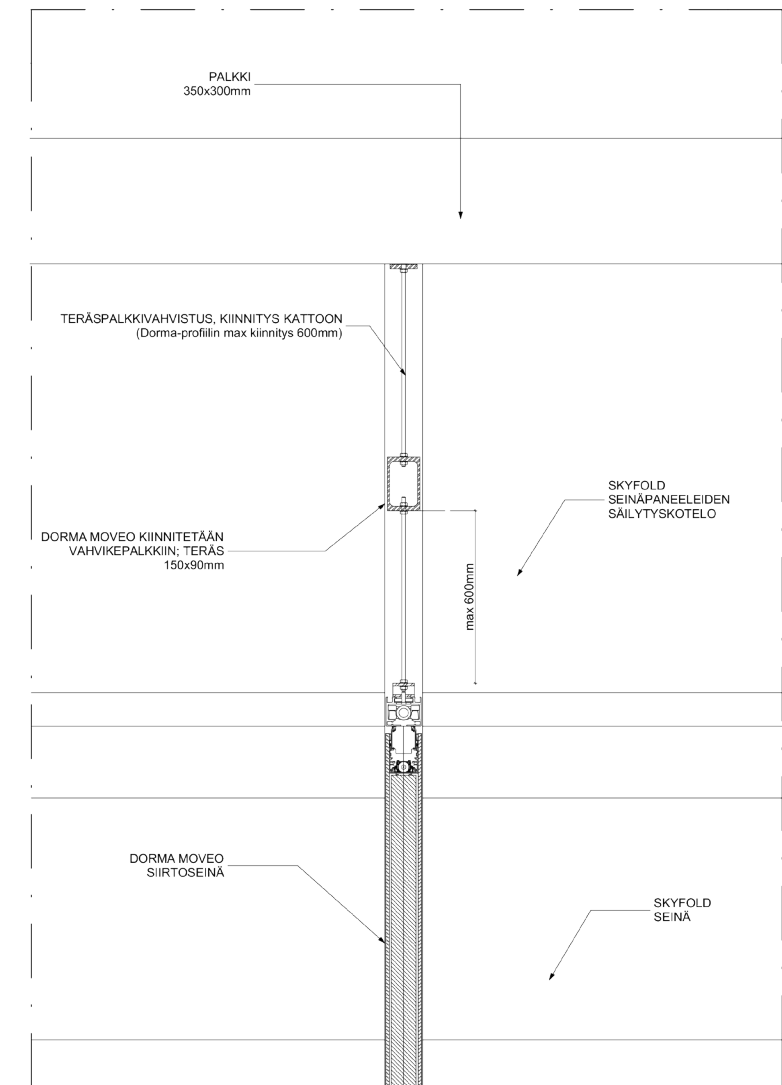 PALKKI
350x300mm
TERÄSPALKKIVAHVISTUS, KIINNITYS KATTOON
(Dorma-profiilin max kiinnitys 600mm)
SKYFOLD
SEINÄPANEELEIDEN
SÄILYTYSKOTELO
DORMA MOVEO KIINNITETÄÄN
VAHVIKEPALKKIIN; TERÄS
150x90mm
max 600mm
DORMA MOVEO
SIIRTOSEINÄ
SKYFOLD
SEINÄ